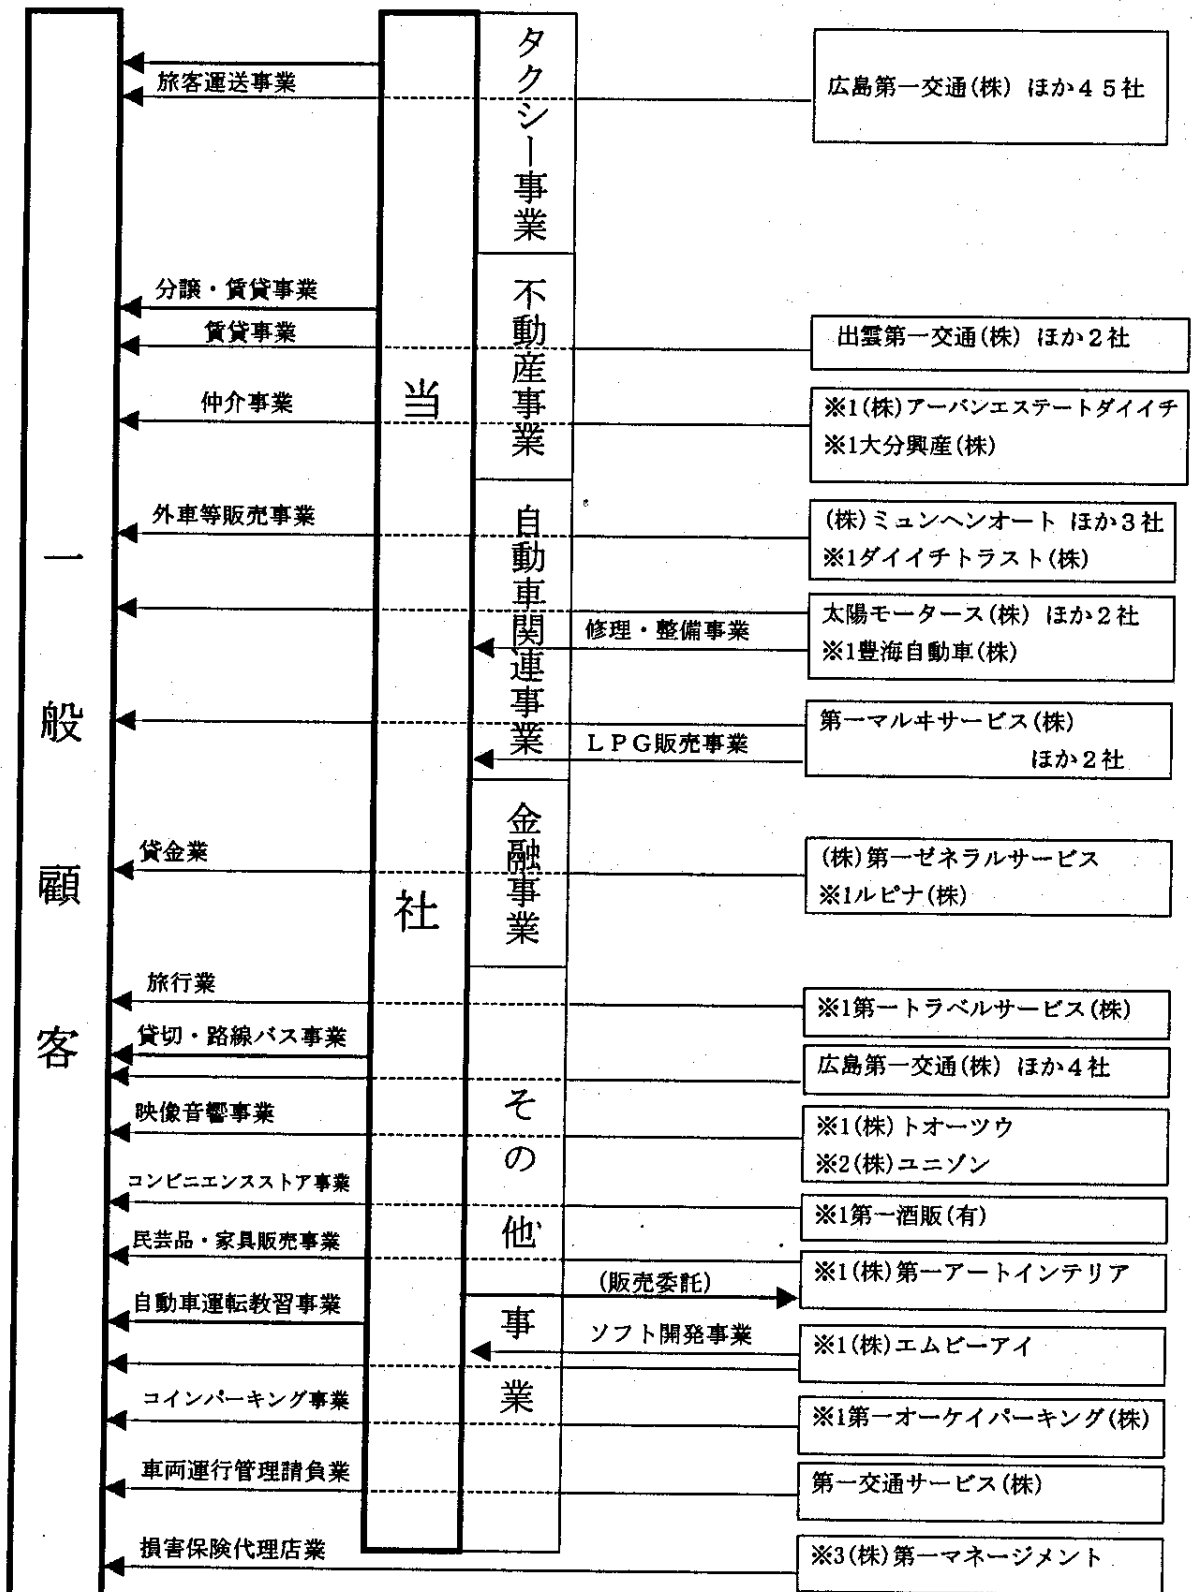 一般顧客
当社
タクシー事業
旅客運送事業
広島第一交通(株) ほか45社
不動産事業
分譲・賃貸事業
賃貸事業
出雲第一交通(株) ほか2社
仲介事業
※1(株)アーバンエステートダイイチ
※1大分興産(株)
自動車関連事業
外車等販売事業
(株)ミュンヘンオート ほか3社
※1ダイイチトラスト(株)
修理・整備事業
太陽モータース(株) ほか2社
※1豊海自動車(株)
LPG販売事業
第一マルヰサービス(株)
ほか2社
金融事業
貸金業
(株)第一ゼネラルサービス
※1ルピナ(株)
その他事業
旅行業
※1第一トラベルサービス(株)
貸切・路線バス事業
広島第一交通(株) ほか4社
映像音響事業
※1(株)トオーツウ
※2(株)ユニゾン
コンビニエンスストア事業
※1第一酒販(有)
民芸品・家具販売事業
※1(株)第一アートインテリア
(販売委託)
自動車運転教習事業
ソフト開発事業
※1(株)エムビーアイ
コインパーキング事業
※1第一オーケイパーキング(株)
車両運行管理請負業
第一交通サービス(株)
損害保険代理店業
※3(株)第一マネージメント